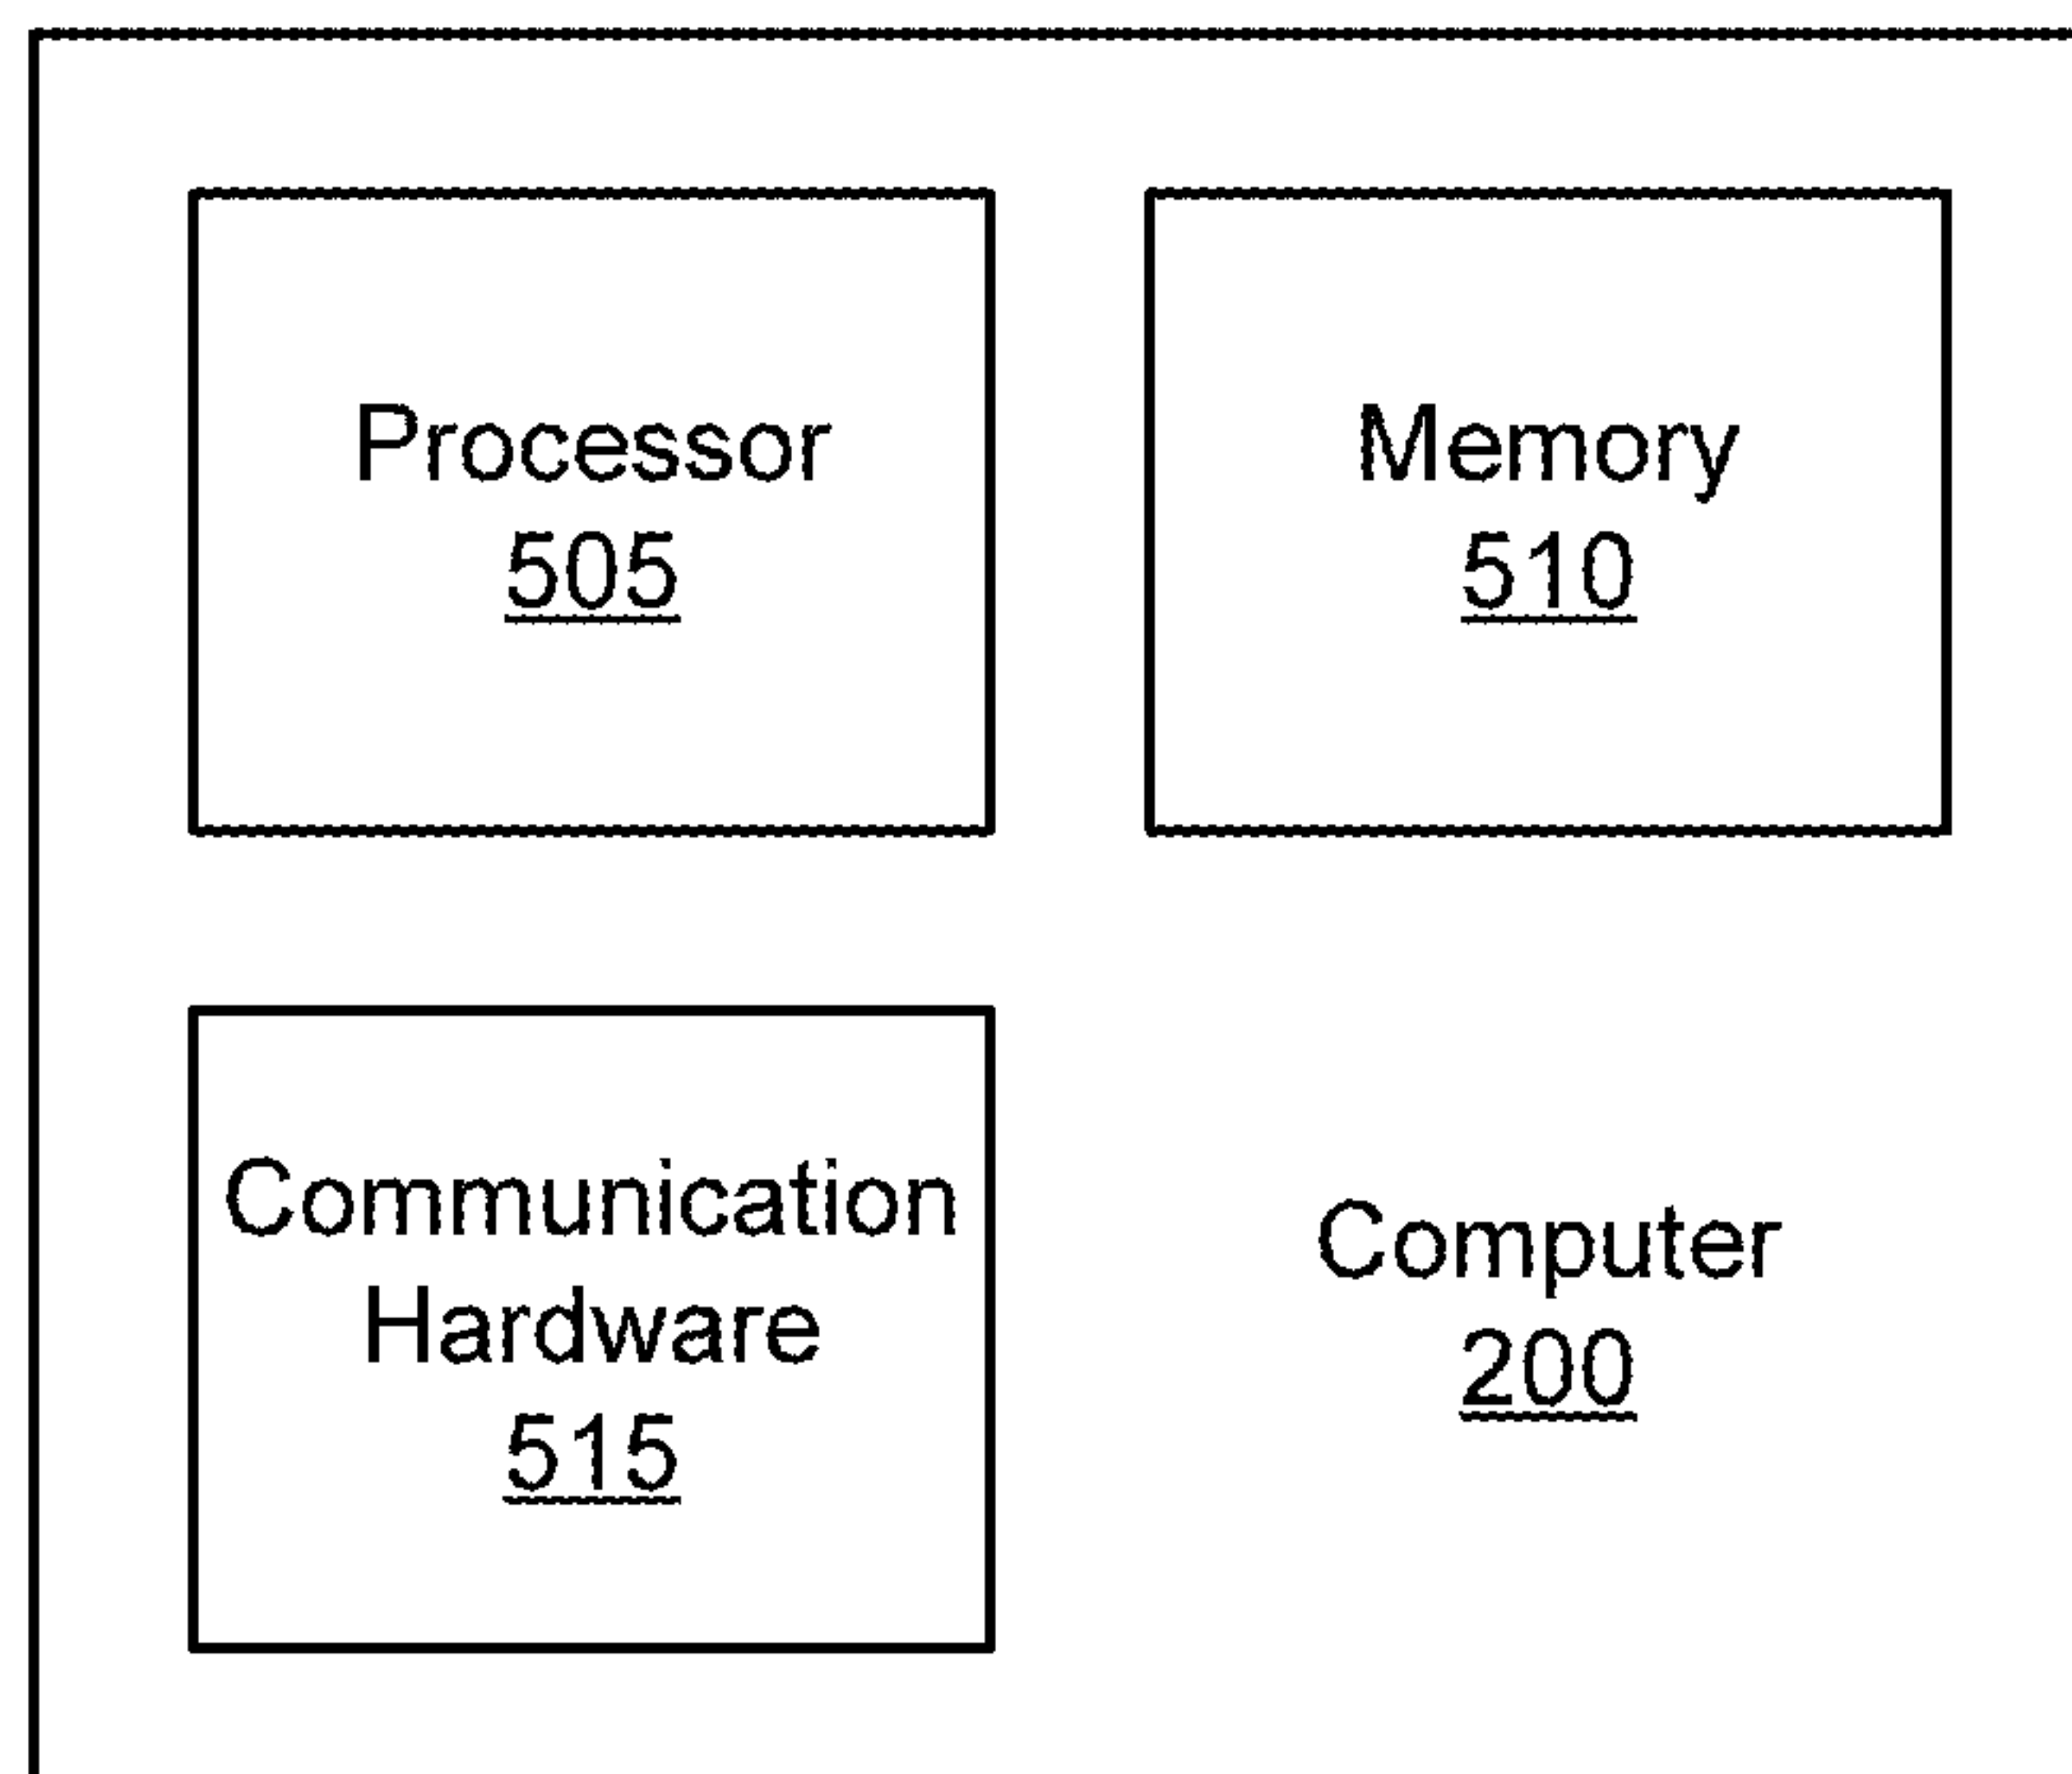 Processor
505
Memory
510
Communication
Hardware
515
Computer
200